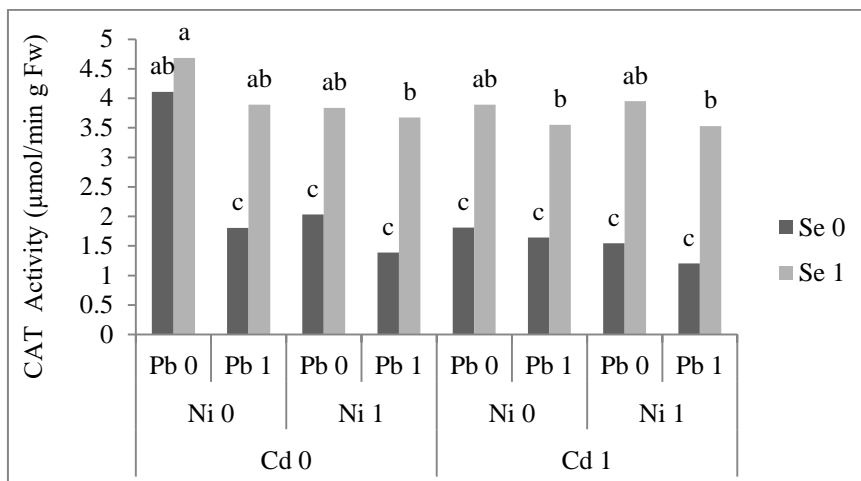 CAT Activity (µmol/min g Fw)
5
4.5
4
3.5
3
2.5
2
1.5
1
0.5
0
ab a
c ab
c ab
c b
c ab
c b
c ab
c b
Pb 0 Pb 1 Pb 0 Pb 1 Pb 0 Pb 1 Pb 0 Pb 1
Ni 0 Ni 1 Ni 0 Ni 1
Cd 0 Cd 1
Se 0
Se 1